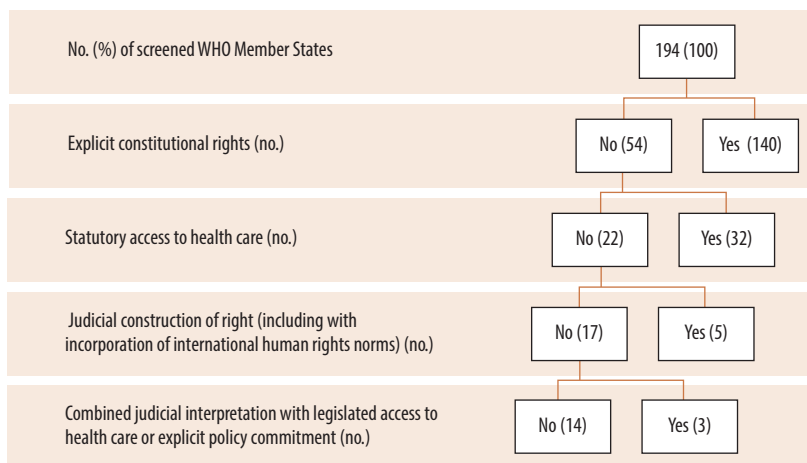 No. (%) of screened WHO Member States
194 (100)
Explicit constitutional rights (no.)
No (54)
Yes (140)
Statutory access to health care (no.)
No (22)
Yes (32)
Judicial construction of right (including with
incorporation of international human rights norms) (no.)
No (17)
Yes (5)
Combined judicial interpretation with legislated access to
health care or explicit policy commitment (no.)
No (14)
Yes (3)